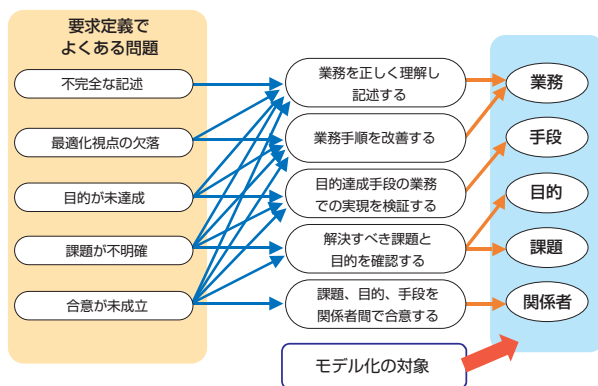 要求定義で
よくある問題
不完全な記述
最適化視点の欠落
目的が未達成
課題が不明確
合意が未成立
業務を正しく理解し
記述する
業務手順を改善する
目的達成手段の業務
での実現を検証する
解決すべき課題と
目的を確認する
課題、目的、手段を
関係者間で合意する
業務
手段
目的
課題
関係者
モデル化の対象